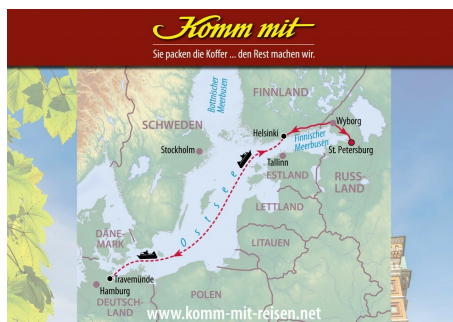 Komm mit
Sie packen die Koffer ... den Rest machen wir.
Bottnischer
Meerbusen
FINNLAND
SCHWEDEN
Wyborg
Helsinki
Finnischer
Meerbusen
St. Petersburg
Stockholm
Tallinn
ESTLAND
RUSS-
LAND
Ostsee
LETTLAND
DÄNE-
MARK
LITAUEN
Travemünde
Hamburg
DEUTSCH-
LAND
POLEN
www.komm-mit-reisen.net